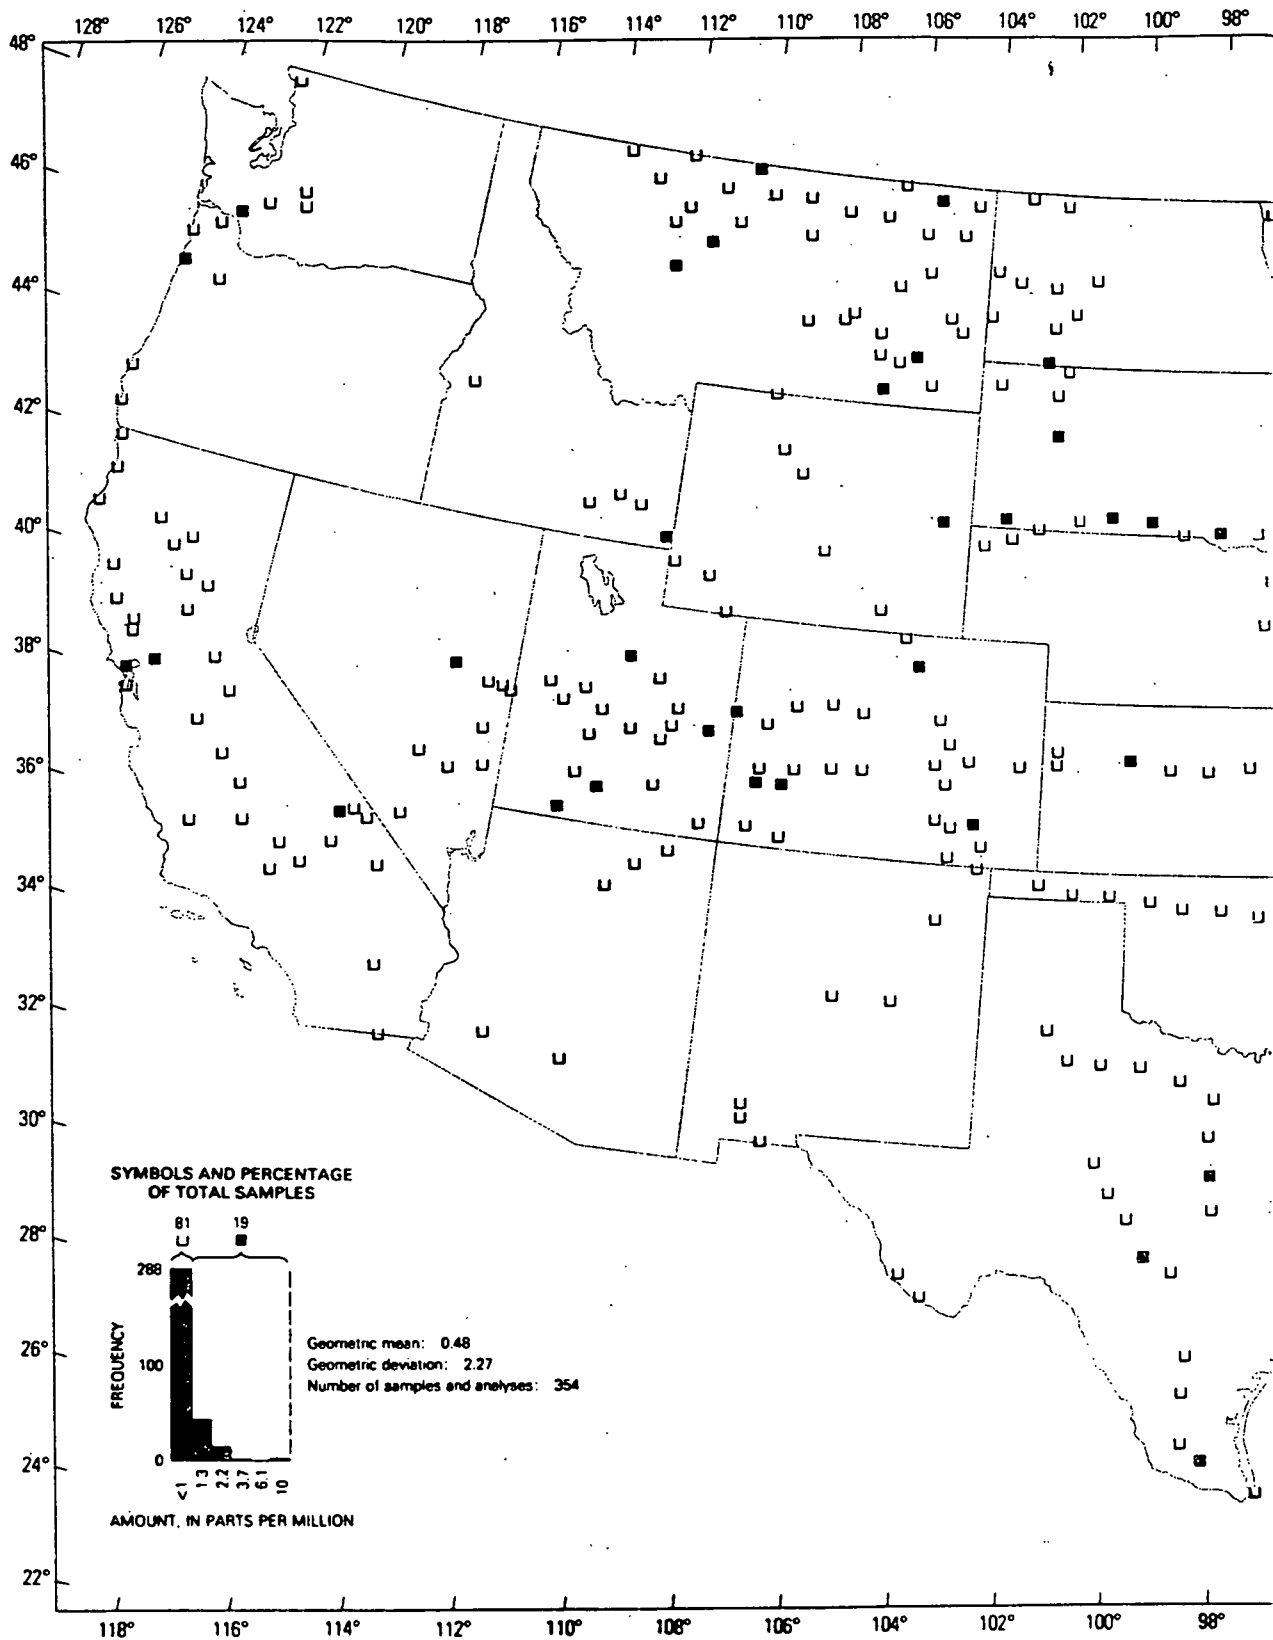 128° 126° 124° 122° 120° 118° 116° 114° 112° 110° 108° 106° 104° 102° 100° 98°
48°
46°
44°
42°
40°
38°
36°
34°
32°
30°
28°
26°
24°
22°
SYMBOLS AND PERCENTAGE
OF TOTAL SAMPLES
81 19
288
100
0
FREQUENCY
<1 1.3 2.2 3.7 6.1 10
AMOUNT, IN PARTS PER MILLION
Geometric mean: 0.48
Geometric deviation: 2.27
Number of samples and analyses: 354
118° 116° 114° 112° 110° 108° 106° 104° 102° 100° 98°